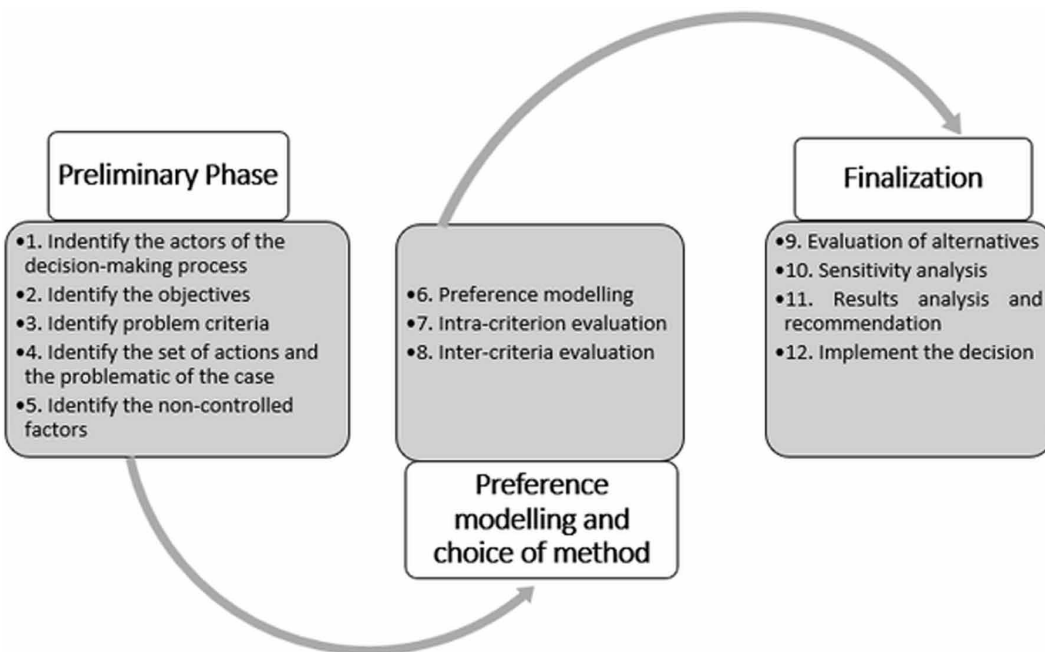 Preliminary Phase
•1. Indentify the actors of the
decision-making process
•2. Identify the objectives
•3. Identify problem criteria
•4. Identify the set of actions and
the problematic of the case
•5. Identify the non-controlled
factors
•6. Preference modelling
•7. Intra-criterion evaluation
•8. Inter-criteria evaluation
Preference
modelling and
choice of method
Finalization
•9. Evaluation of alternatives
•10. Sensitivity analysis
•11. Results analysis and
recommendation
•12. Implement the decision